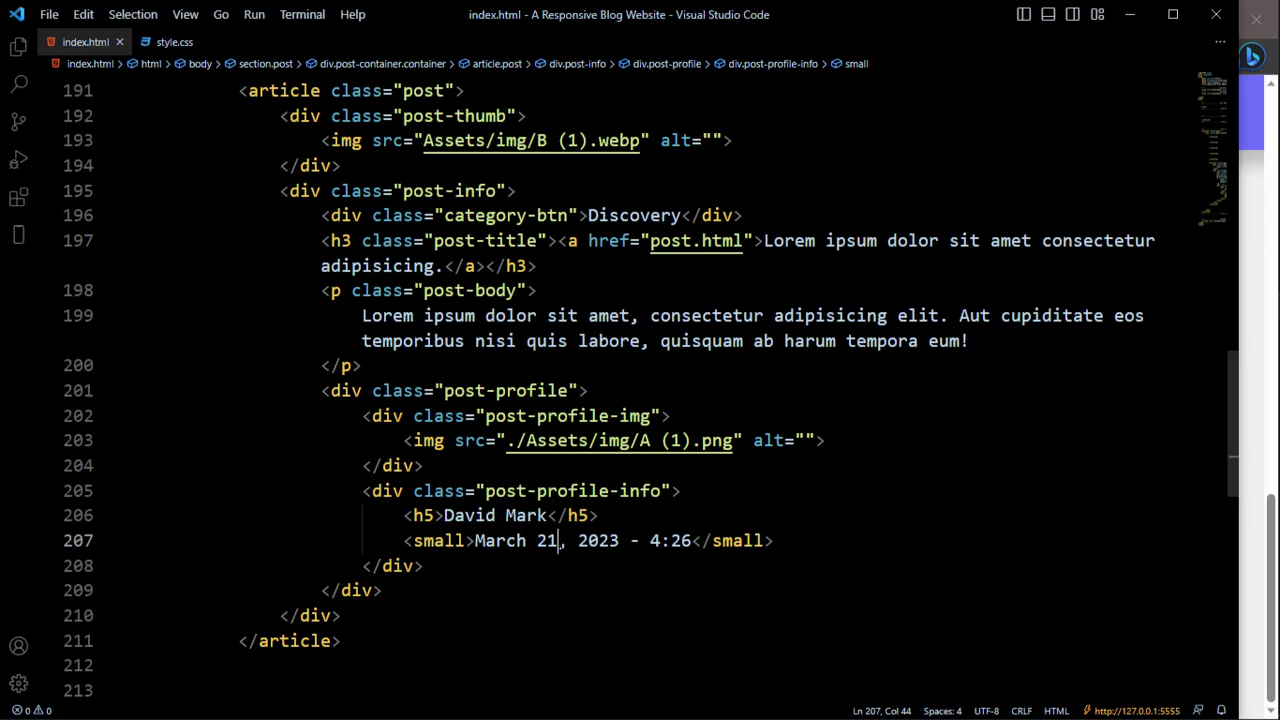 File Edit Selection View Go Run Terminal Help index.html - A Responsive Blog Website - Visual Studio Code
index.html style.css
index.html > html > body > section.post > div.post-container.container > article.post > div.post-info > div.post-profile > div.post-profile-info > small
191 <article class="post">
192 <div class="post-thumb">
193 <img src="Assets/img/B (1).webp" alt="">
194 </div>
195 <div class="post-info">
196 <div class="category-btn">Discovery</div>
197 <h3 class="post-title"><a href="post.html">Lorem ipsum dolor sit amet consectetur
adipisicing.</a></h3>
198 <p class="post-body">
199 Lorem ipsum dolor sit amet, consectetur adipisicing elit. Aut cupiditate eos
temporibus nisi quis labore, quisquam ab harum tempora eum!
200 </p>
201 <div class="post-profile">
202 <div class="post-profile-img">
203 <img src="./Assets/img/A (1).png" alt="">
204 </div>
205 <div class="post-profile-info">
206 <h5>David Mark</h5>
207 <small>March 21, 2023 - 4:26</small>
208 </div>
209 </div>
210 </div>
211 </article>
212
213
0 0 Ln 207, Col 44 Spaces: 4 UTF-8 CRLF HTML http://127.0.0.1:5555